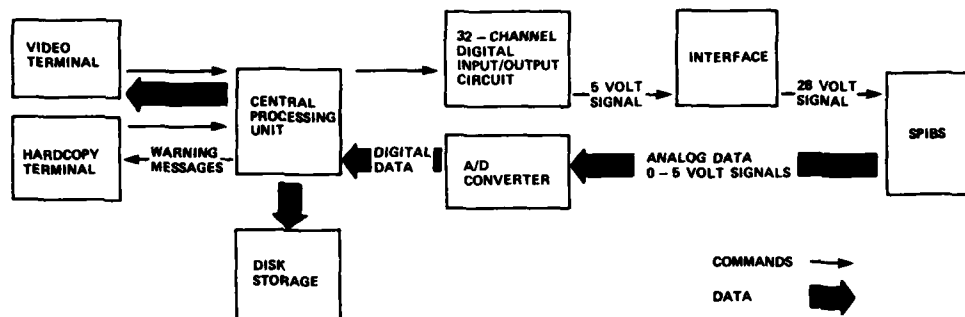 VIDEO
TERMINAL
HARDCOPY
TERMINAL
WARNING
MESSAGES
CENTRAL
PROCESSING
UNIT
DISK
STORAGE
32-CHANNEL
DIGITAL
INPUT/OUTPUT
CIRCUIT
5 VOLT
SIGNAL
INTERFACE
28 VOLT
SIGNAL
SPIBS
DIGITAL
DATA
A/D
CONVERTER
ANALOG DATA
0-5 VOLT SIGNALS
COMMANDS
DATA